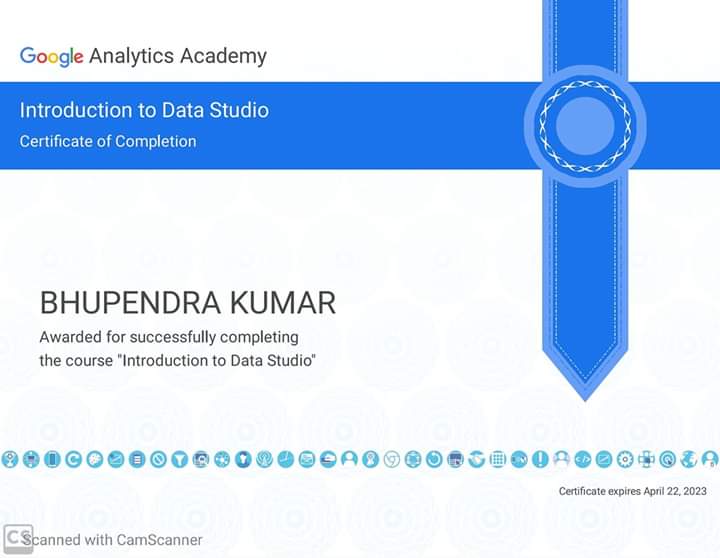 Google Analytics Academy
Introduction to Data Studio
Certificate of Completion
BHUPENDRA KUMAR
Awarded for successfully completing
the course "Introduction to Data Studio"
Certificate expires April 22, 2023
CS Scanned with CamScanner